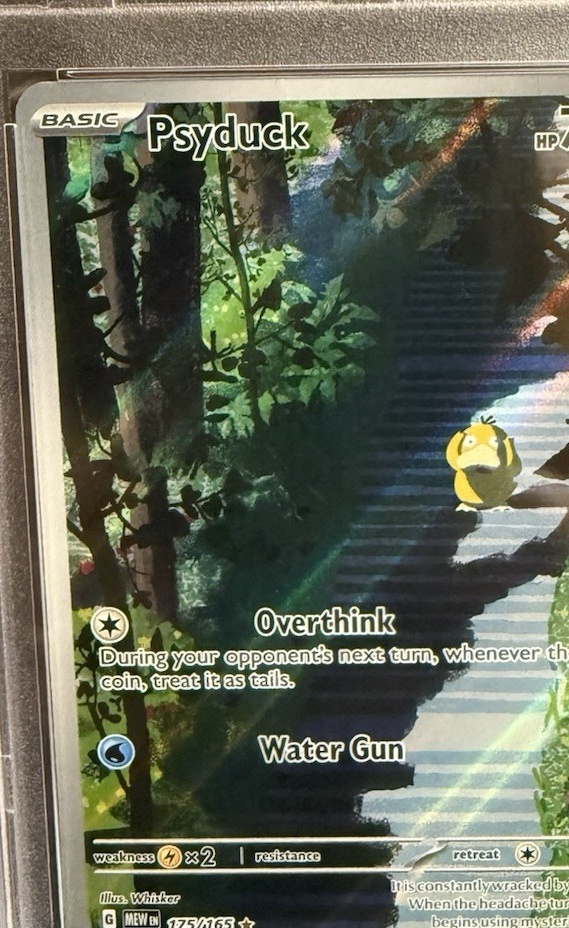 BASIC Psyduck HP
Overthink
During your opponent's next turn, whenever th
coin, treat it as tails.
Water Gun
weakness ×2 resistance retreat
Illus. Whisker
It is constantly wracked by
G MEW EN 175/165 When the headache tur
begins using myster